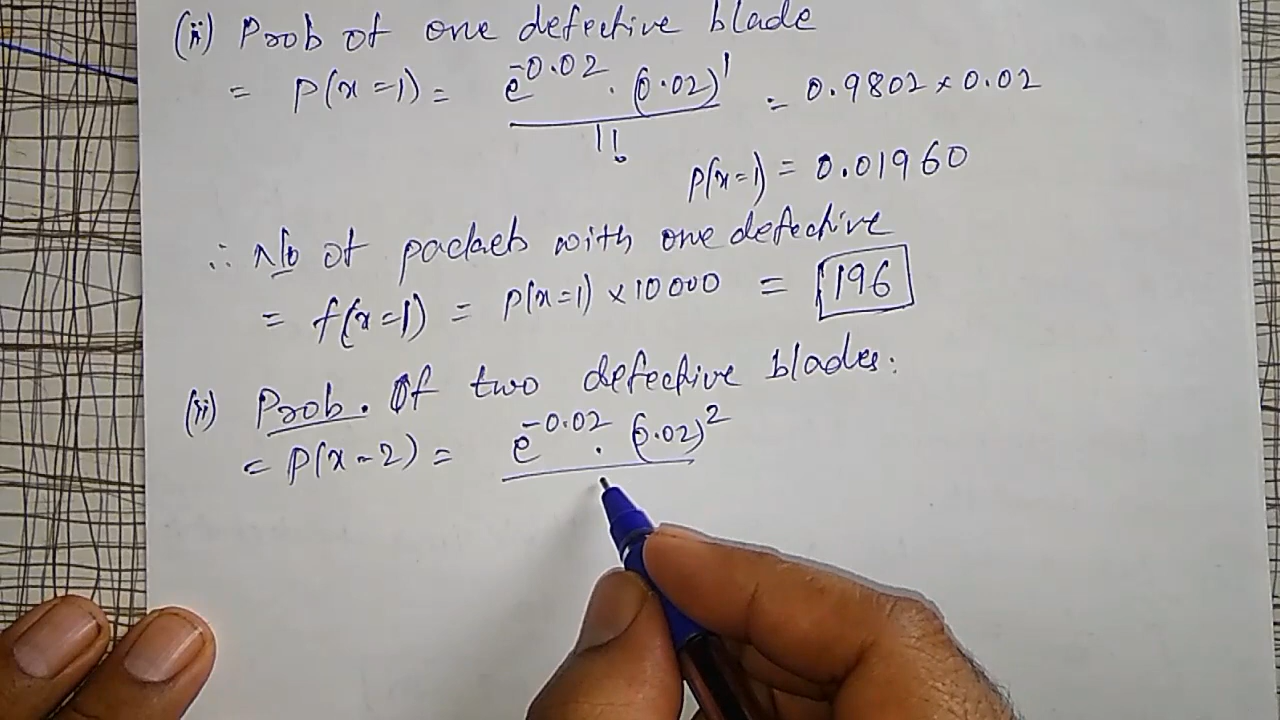 (ii) Prob of one defective blade
= P(x=1) = e^-0.02 . (0.02)^1 / 1! = 0.9802 × 0.02
P(x=1) = 0.01960
∴ No of packets with one defective
= f(x=1) = P(x=1) × 10000 = 196
(iii) Prob. Of two defective blades.
= P(x=2) = e^-0.02 . (0.02)^2